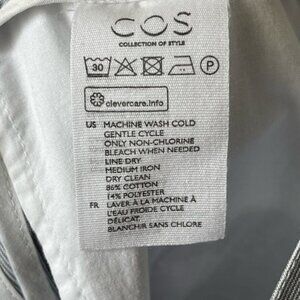 COS
COLLECTION OF STYLE
30 P
clevercare.info
US MACHINE WASH COLD
GENTLE CYCLE
ONLY NON-CHLORINE
BLEACH WHEN NEEDED
LINE DRY
MEDIUM IRON
DRY CLEAN
86% COTTON
14% POLYESTER
FR LAVER À LA MACHINE À
L'EAU FROIDE CYCLE
DÉLICAT.
BLANCHIR SANS CHLORE